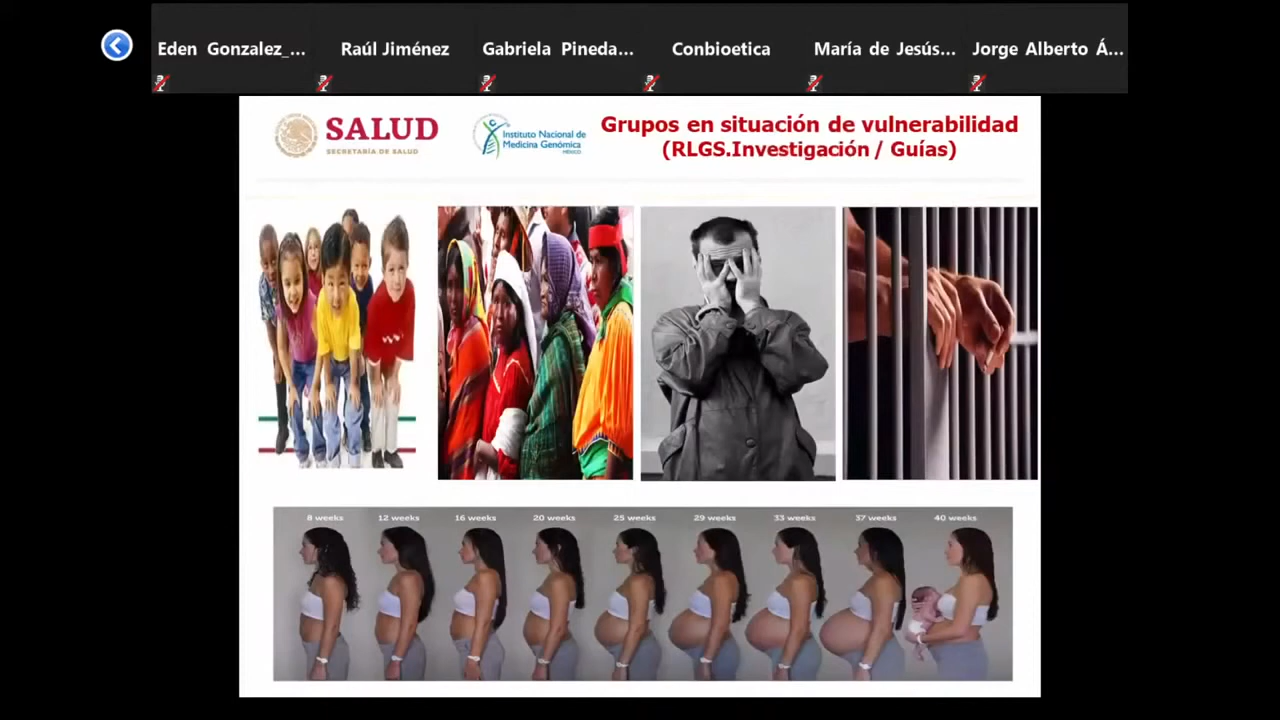 Eden Gonzalez_...
Raúl Jiménez
Gabriela Pineda...
Conbioetica
María de Jesús...
Jorge Alberto Á...
SALUD
SECRETARÍA DE SALUD
Instituto Nacional de
Medicina Genómica
MÉXICO
Grupos en situación de vulnerabilidad
(RLGS.Investigación / Guías)
8 weeks
12 weeks
16 weeks
20 weeks
25 weeks
29 weeks
33 weeks
37 weeks
40 weeks